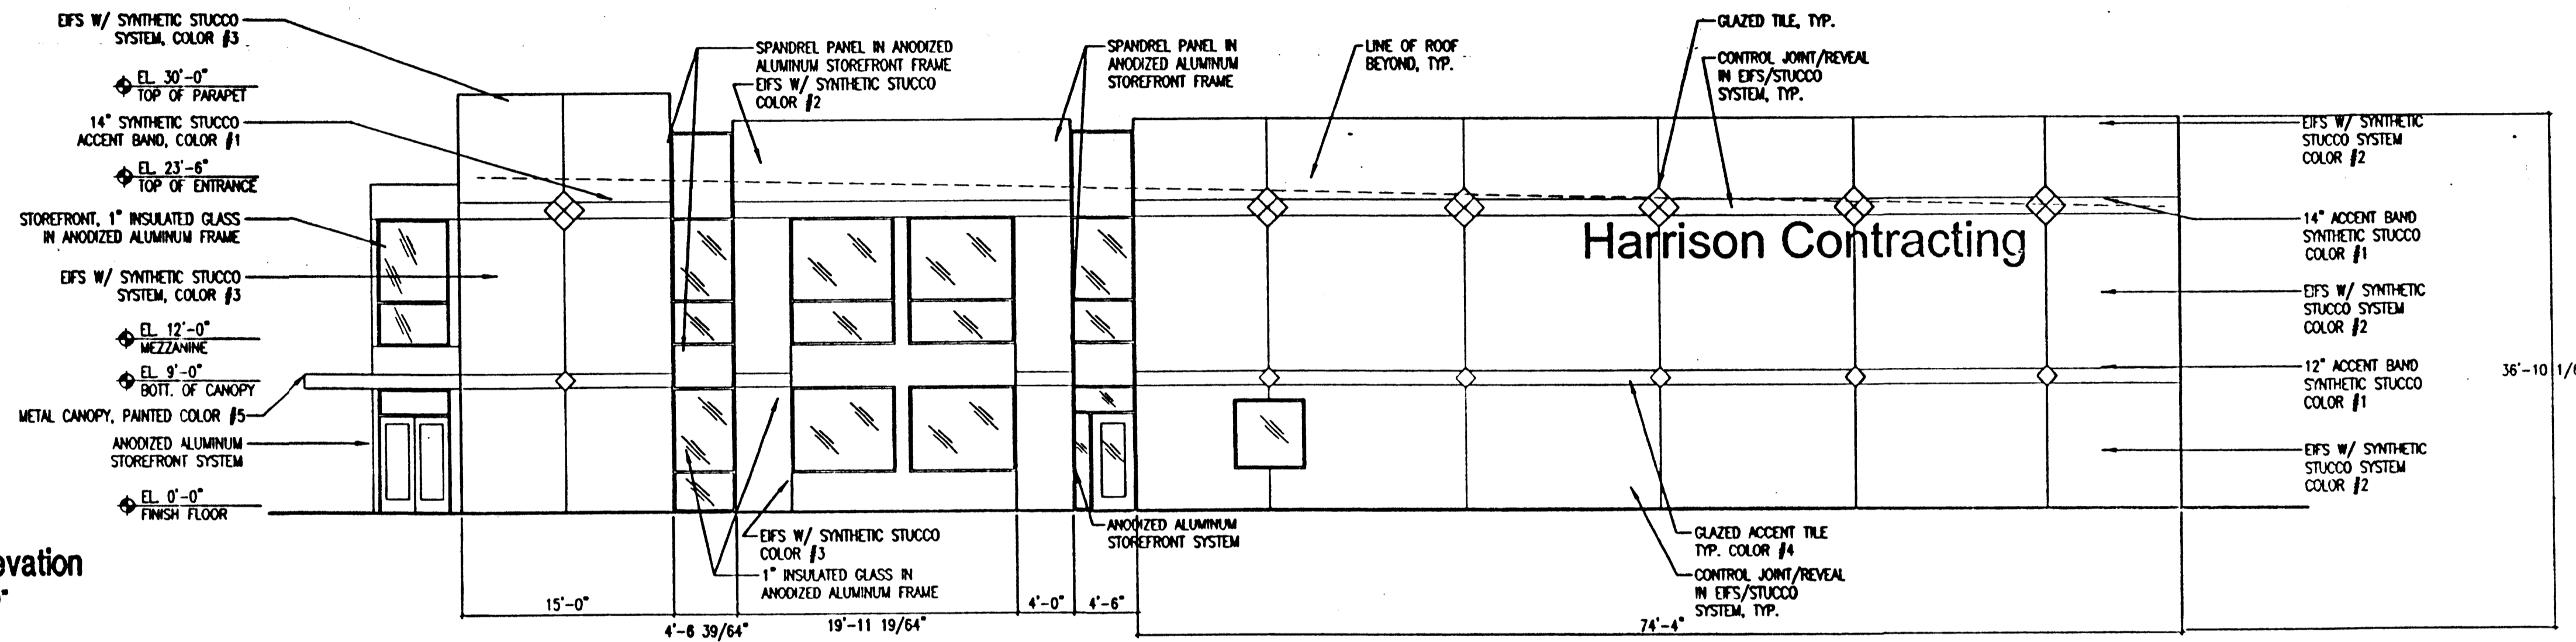 EIFS W/ SYNTHETIC STUCCO
SYSTEM, COLOR #3
EL 30'-0"
TOP OF PARAPET
14" SYNTHETIC STUCCO
ACCENT BAND, COLOR #1
EL 23'-6"
TOP OF ENTRANCE
STOREFRONT, 1" INSULATED GLASS
IN ANODIZED ALUMINUM FRAME
EIFS W/ SYNTHETIC STUCCO
SYSTEM, COLOR #3
EL 12'-0"
MEZZANINE
EL 9'-0"
BOTT. OF CANOPY
METAL CANOPY, PAINTED COLOR #5
ANODIZED ALUMINUM
STOREFRONT SYSTEM
EL 0'-0"
FINISH FLOOR
SPANDREL PANEL IN ANODIZED
ALUMINUM STOREFRONT FRAME
EIFS W/ SYNTHETIC STUCCO
COLOR #2
SPANDREL PANEL IN
ANODIZED ALUMINUM
STOREFRONT FRAME
LINE OF ROOF
BEYOND, TYP.
GLAZED TILE, TYP.
CONTROL JOINT/REVEAL
IN EIFS/STUCCO
SYSTEM, TYP.
Harrison Contracting
EIFS W/ SYNTHETIC
STUCCO SYSTEM
COLOR #2
14" ACCENT BAND
SYNTHETIC STUCCO
COLOR #1
EIFS W/ SYNTHETIC
STUCCO SYSTEM
COLOR #2
12" ACCENT BAND
SYNTHETIC STUCCO
COLOR #1
EIFS W/ SYNTHETIC
STUCCO SYSTEM
COLOR #2
36'-10
EIFS W/ SYNTHETIC STUCCO
COLOR #3
1" INSULATED GLASS IN
ANODIZED ALUMINUM FRAME
ANODIZED ALUMINUM
STOREFRONT SYSTEM
GLAZED ACCENT TILE
TYP. COLOR #4
CONTROL JOINT/REVEAL
IN EIFS/STUCCO
SYSTEM, TYP.
15'-0"
4'-6 39/64"
19'-11 19/64"
4'-0"
4'-6"
74'-4"